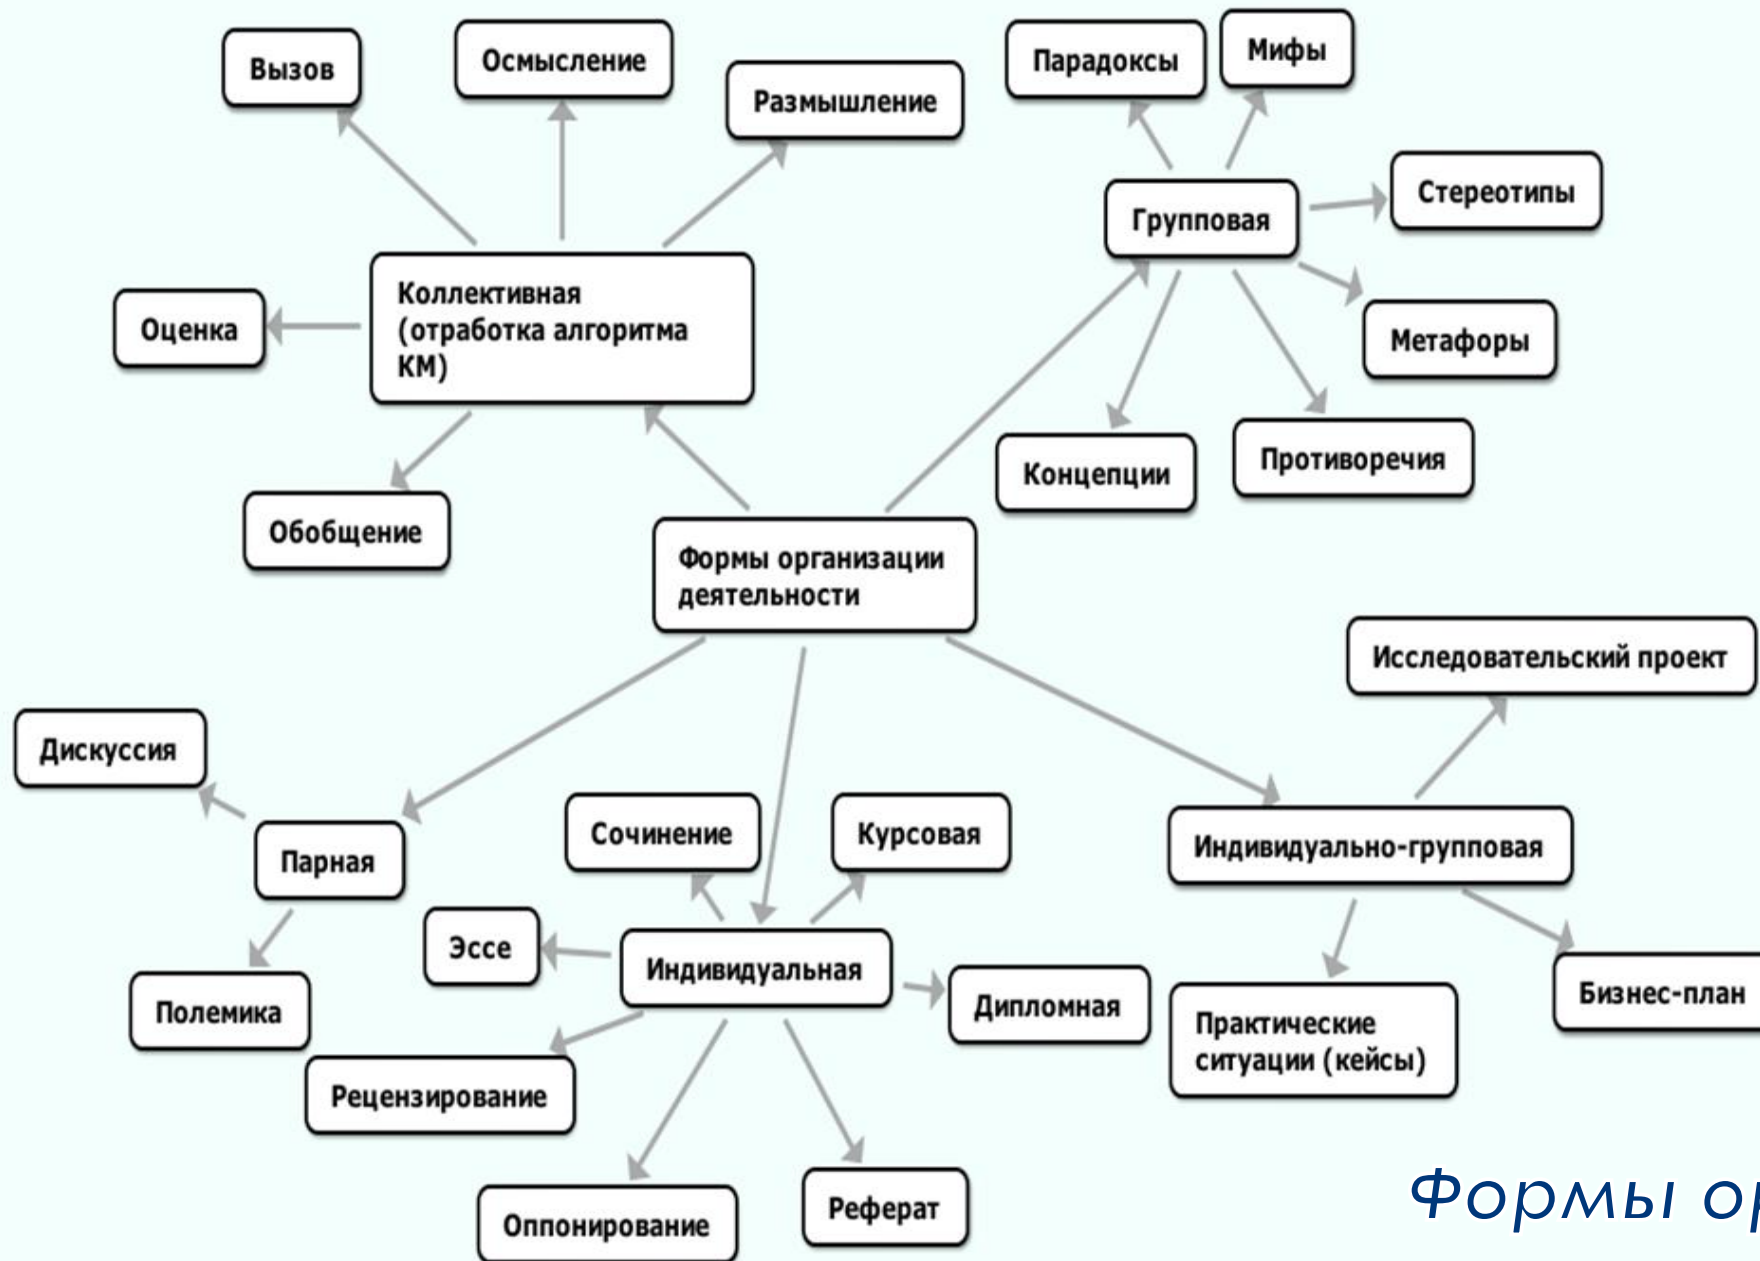 Вызов
Осмысление
Размышление
Парадоксы
Мифы
Групповая
Стереотипы
Коллективная
(отработка алгоритма
КМ)
Оценка
Метафоры
Концепции
Противоречия
Обобщение
Формы организации
деятельности
Исследовательский проект
Дискуссия
Парная
Сочинение
Курсовая
Индивидуально-групповая
Эссе
Индивидуальная
Полемика
Дипломная
Практические
ситуации (кейсы)
Бизнес-план
Рецензирование
Оппонирование
Реферат
Формы